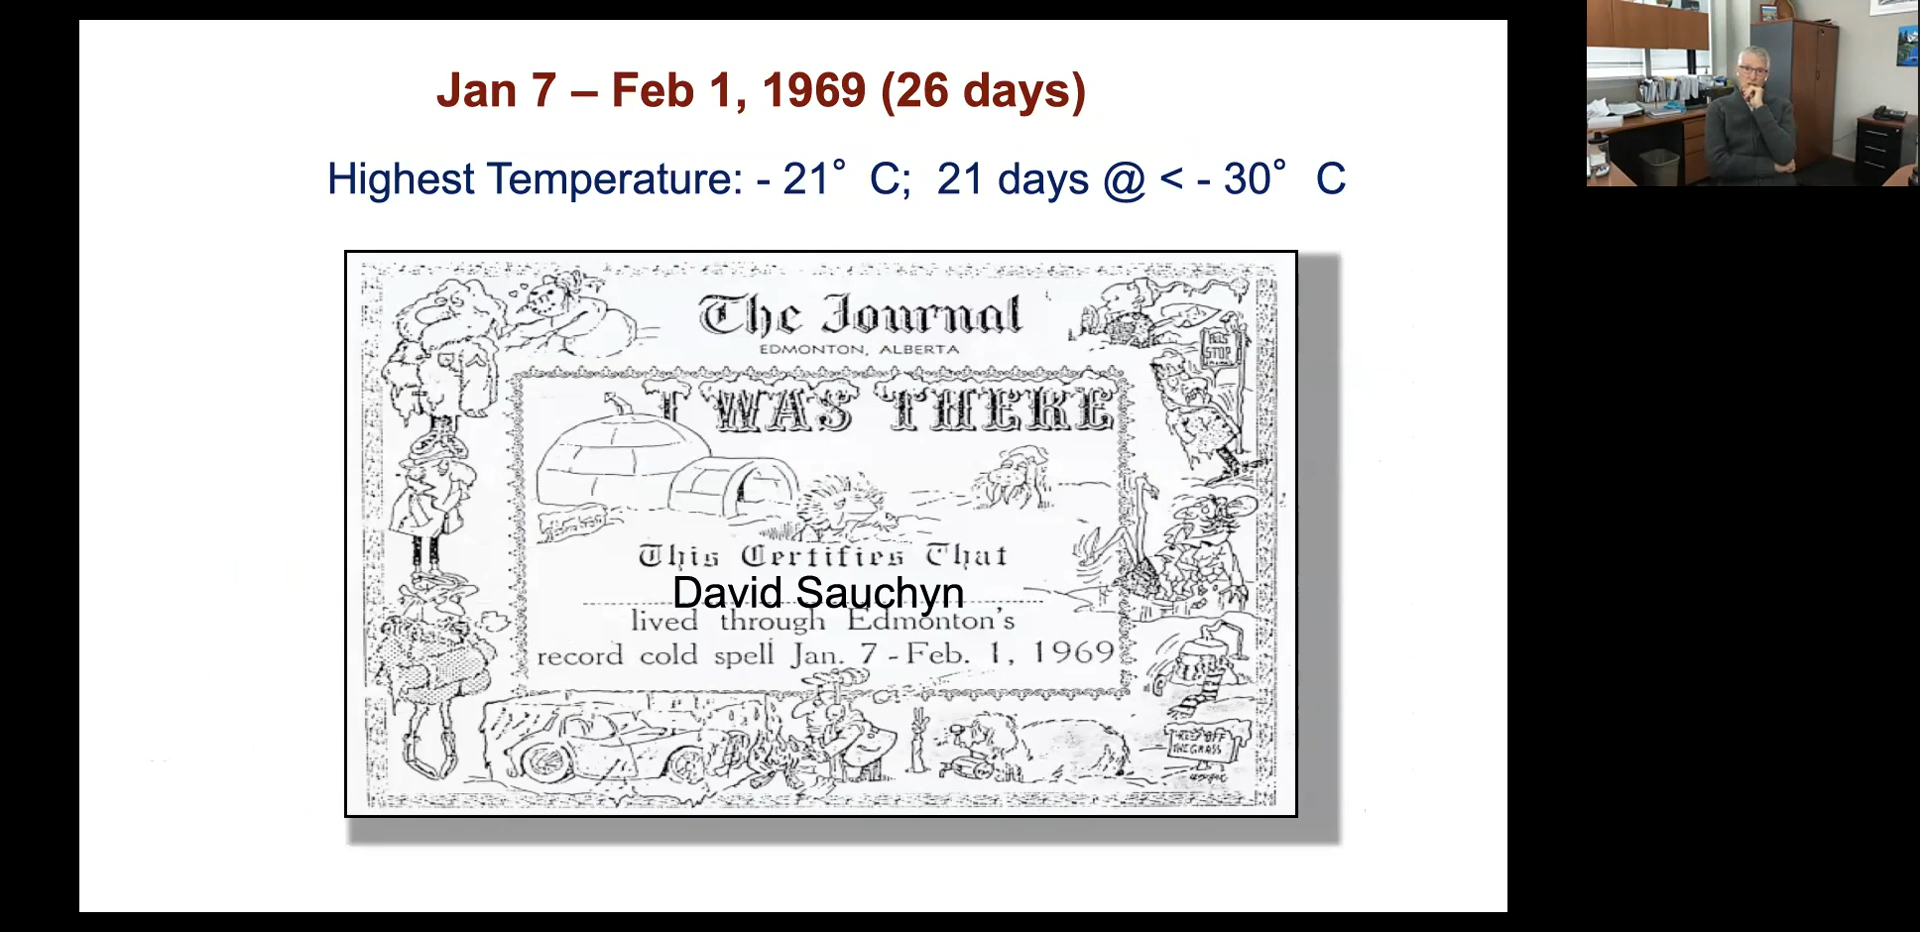 Jan 7 – Feb 1, 1969 (26 days)
Highest Temperature: - 21° C; 21 days @ < - 30° C
The Journal
EDMONTON, ALBERTA
I WAS THERE
BUS
STOP
This Certifies That
David Sauchyn
lived through Edmonton's
record cold spell Jan. 7 - Feb. 1, 1969
KEEP OFF
THE GRASS